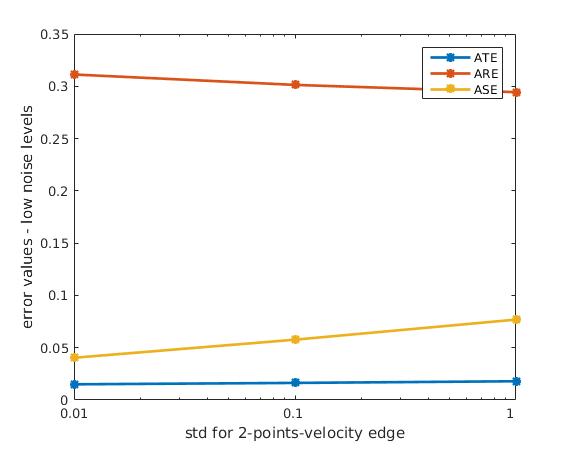 0.35
0.3
0.25
0.2
0.15
0.1
0.05
0
error values - low noise levels
ATE
ARE
ASE
0.01
0.1
1
std for 2-points-velocity edge